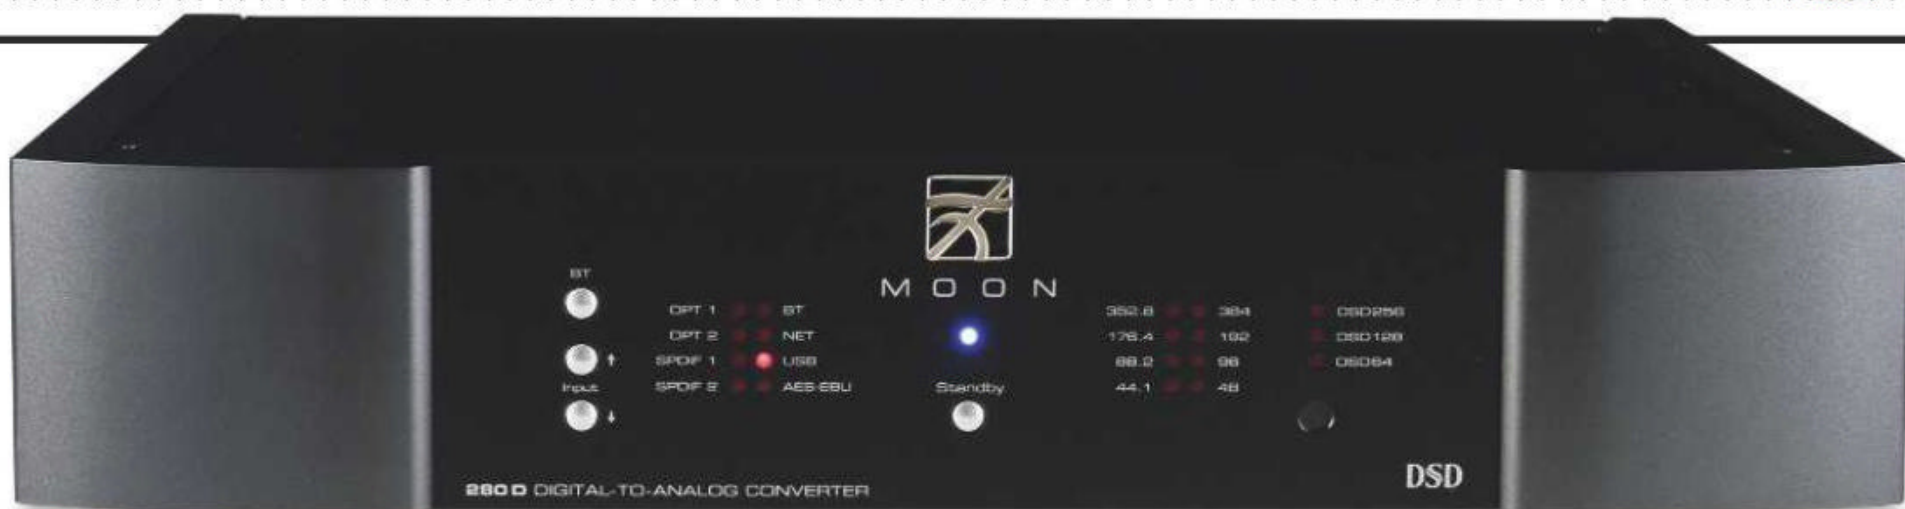 MOON
BT
OPT 1 BT
OPT 2 NET
SPDIF 1 USB
SPDIF 2 AES-EBU
Input
Standby
352.8 384
176.4 192
88.2 96
44.1 48
DSD256
DSD128
DSD64
280D DIGITAL-TO-ANALOG CONVERTER
DSD